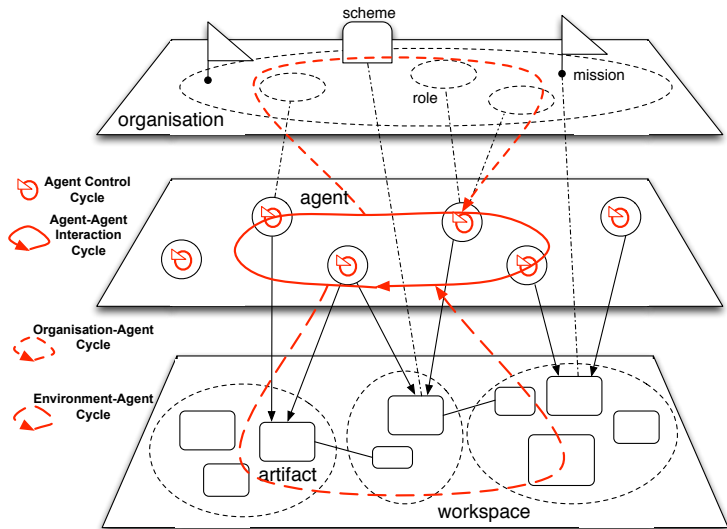 scheme
mission
role
organisation
Agent Control
Cycle
agent
Agent-Agent
Interaction
Cycle
Organisation-Agent
Cycle
Environment-Agent
Cycle
artifact
workspace